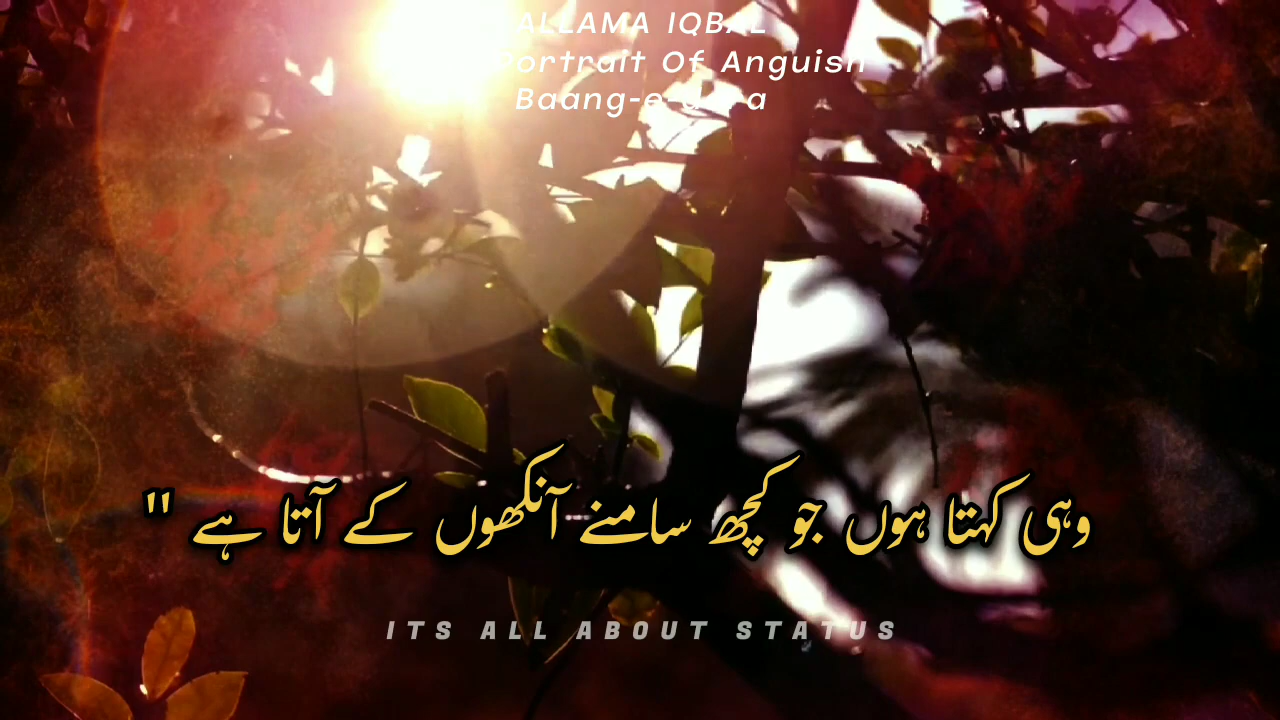 ALLAMA IQBAL
Portrait Of Anguish
Baang-e-
وہی کہتا ہوں جو کچھ سامنے آنکھوں کے آتا ہے "
ITS ALL ABOUT STATUS